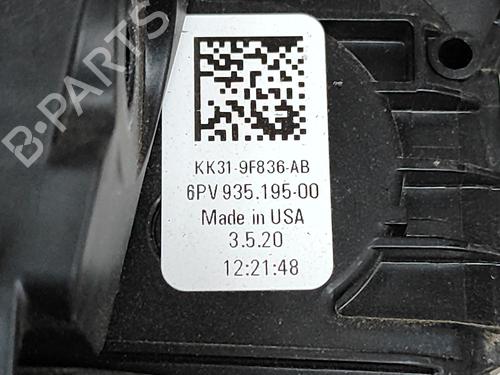 B-PARTS
KK31-9F836-AB
6PV 935.195-00
Made in USA
3.5.20
12:21:48